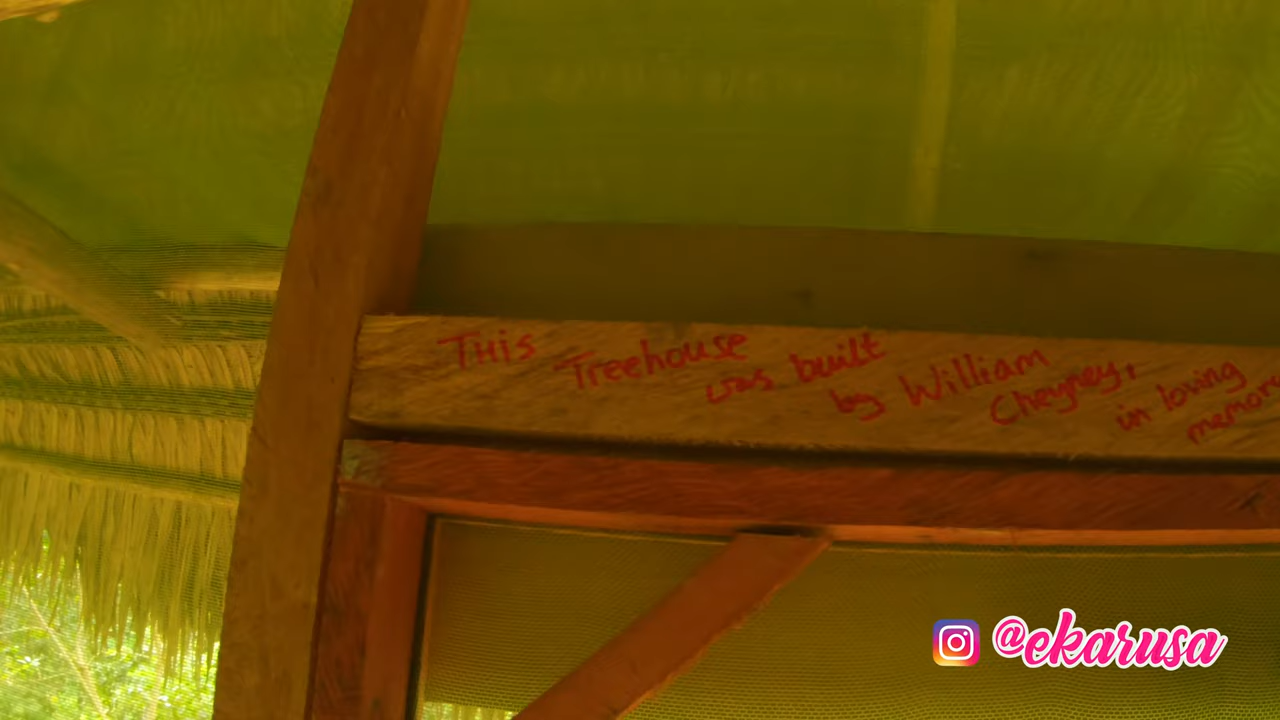 This Treehouse
was built
by William
Cheyney,
in loving
memory
@ekarusa